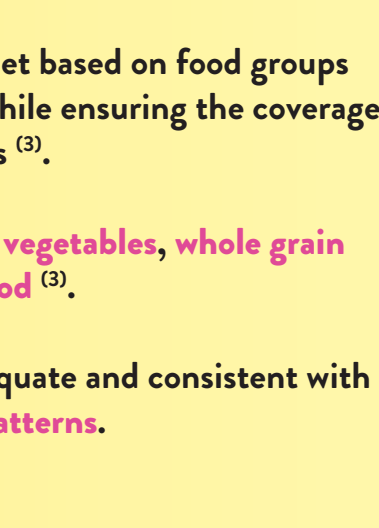 et based on food groups
hile ensuring the coverage
s (3).
vegetables, whole grain
od (3).
quate and consistent with
atterns.